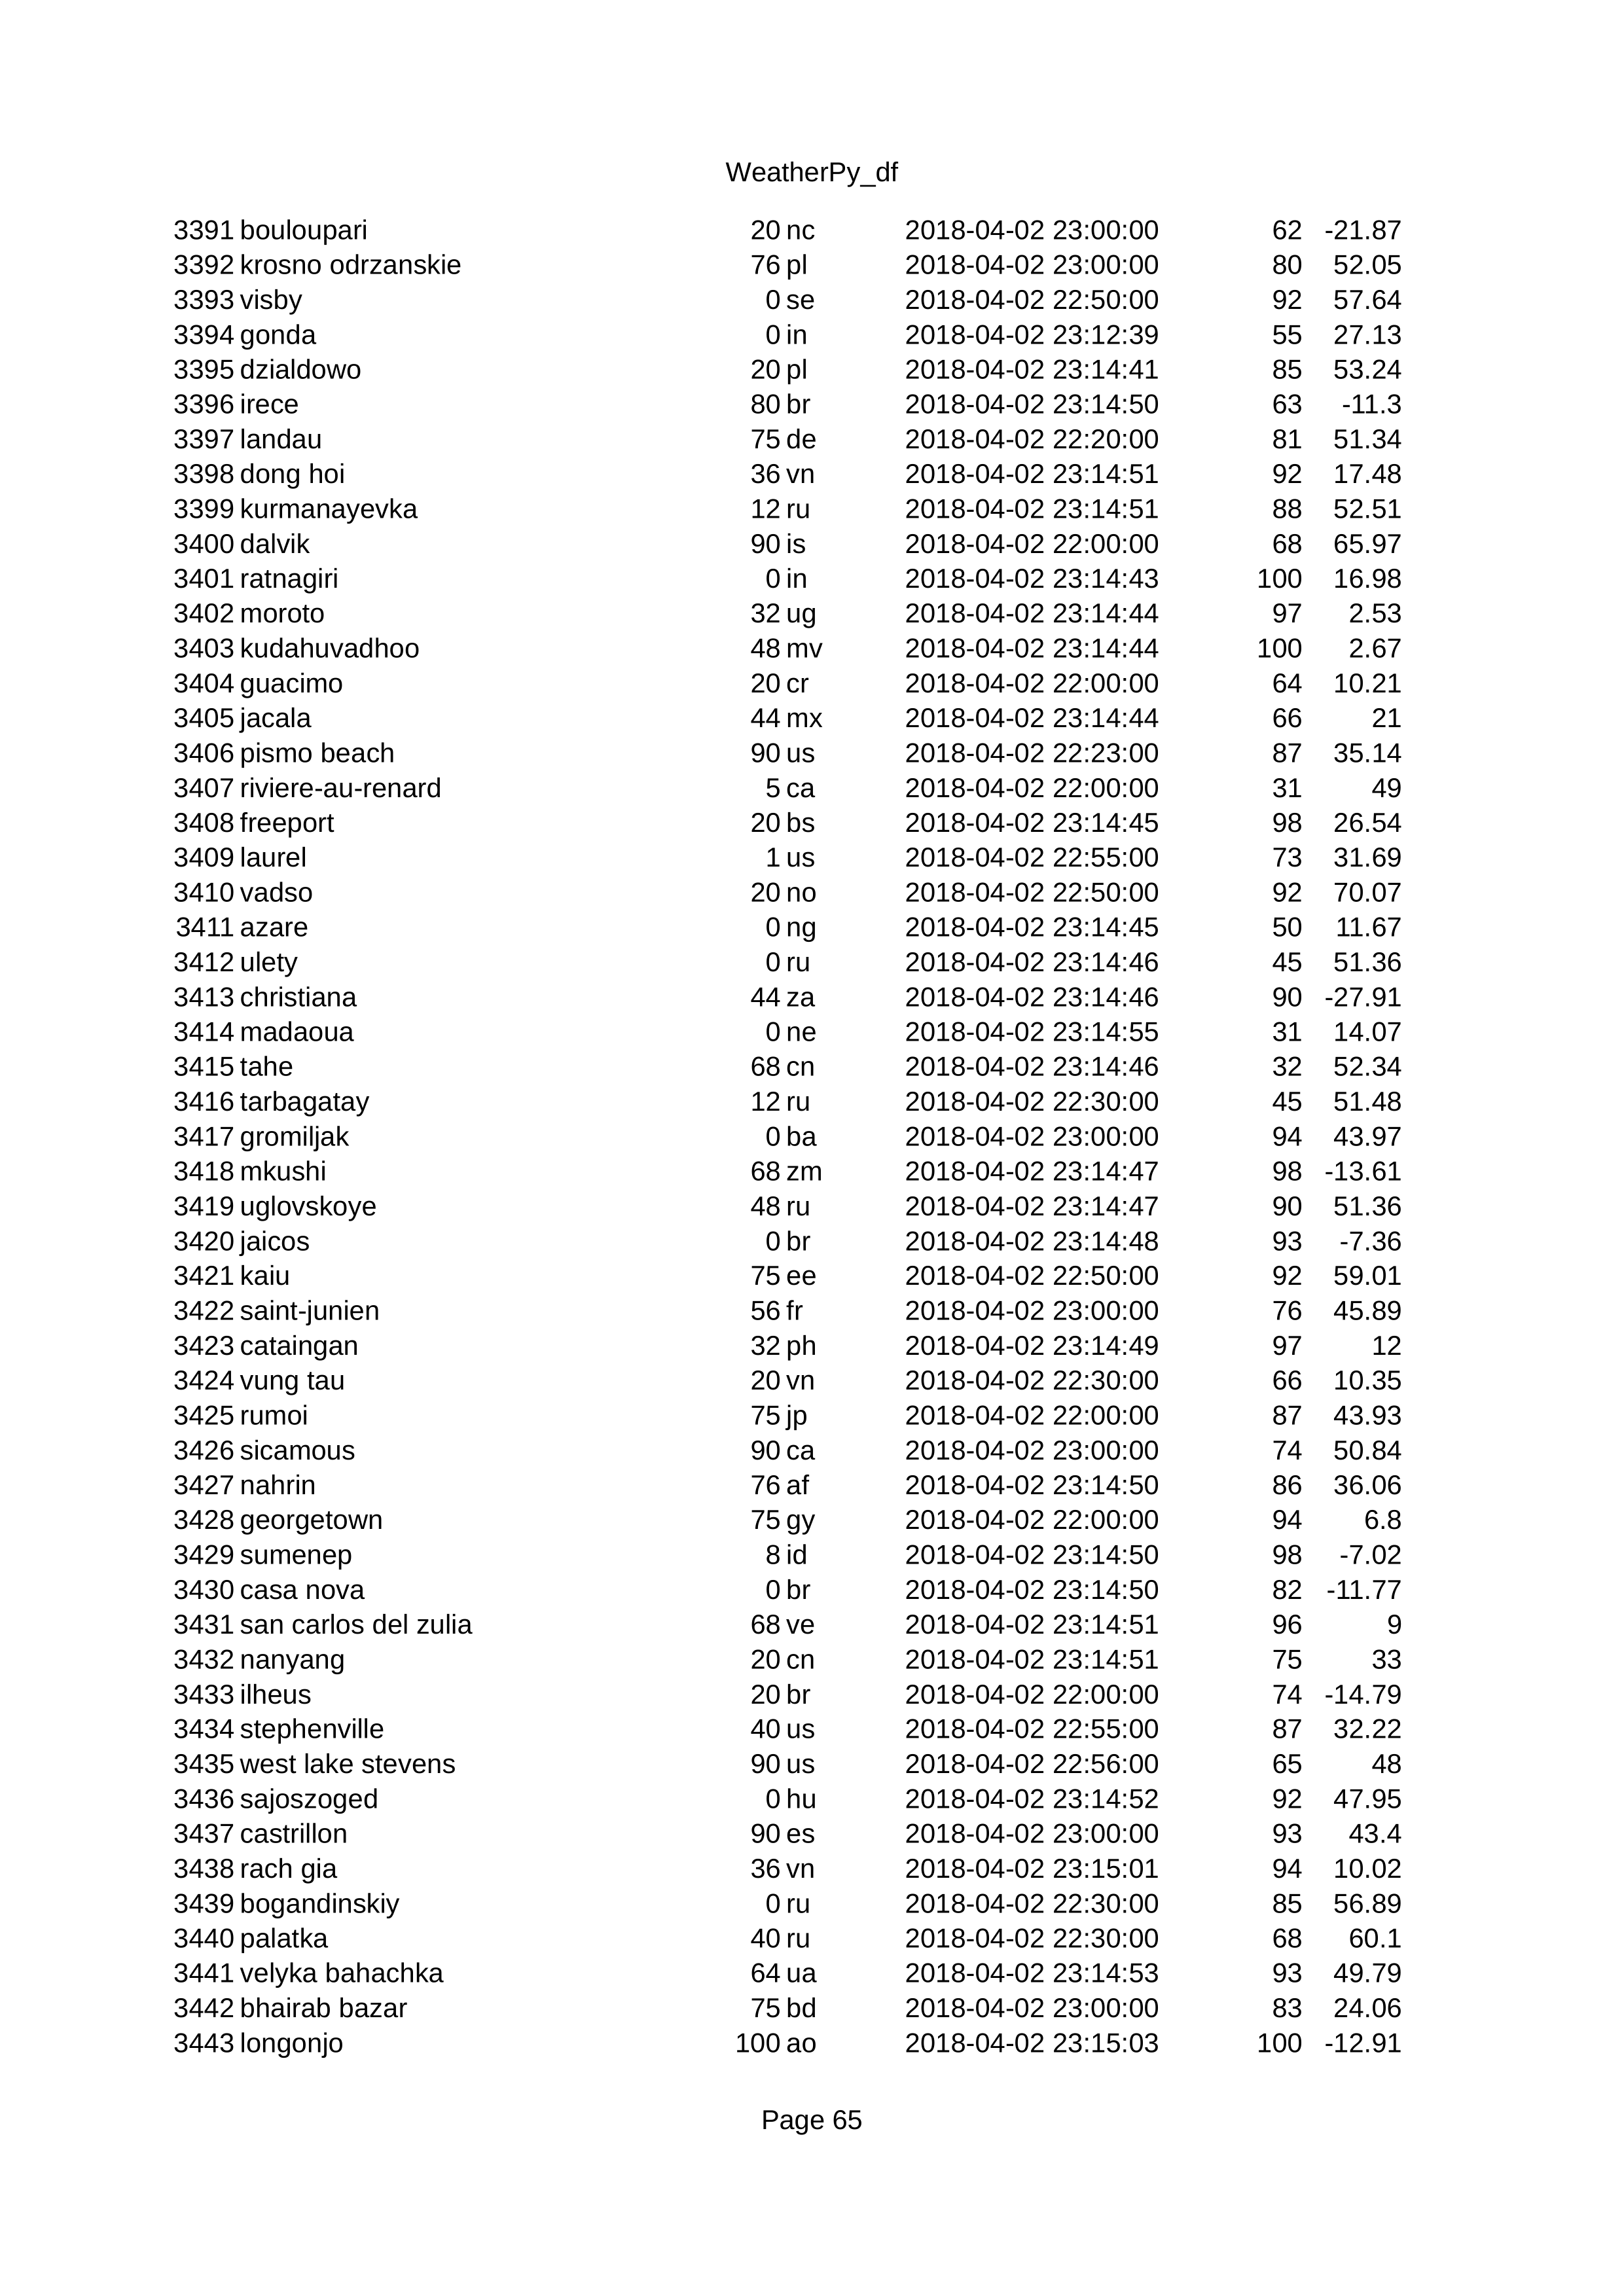 WeatherPy_df
3391 bouloupari 20 nc 2018-04-02 23:00:00 62 -21.87
3392 krosno odrzanskie 76 pl 2018-04-02 23:00:00 80 52.05
3393 visby 0 se 2018-04-02 22:50:00 92 57.64
3394 gonda 0 in 2018-04-02 23:12:39 55 27.13
3395 dzialdowo 20 pl 2018-04-02 23:14:41 85 53.24
3396 irece 80 br 2018-04-02 23:14:50 63 -11.3
3397 landau 75 de 2018-04-02 22:20:00 81 51.34
3398 dong hoi 36 vn 2018-04-02 23:14:51 92 17.48
3399 kurmanayevka 12 ru 2018-04-02 23:14:51 88 52.51
3400 dalvik 90 is 2018-04-02 22:00:00 68 65.97
3401 ratnagiri 0 in 2018-04-02 23:14:43 100 16.98
3402 moroto 32 ug 2018-04-02 23:14:44 97 2.53
3403 kudahuvadhoo 48 mv 2018-04-02 23:14:44 100 2.67
3404 guacimo 20 cr 2018-04-02 22:00:00 64 10.21
3405 jacala 44 mx 2018-04-02 23:14:44 66 21
3406 pismo beach 90 us 2018-04-02 22:23:00 87 35.14
3407 riviere-au-renard 5 ca 2018-04-02 22:00:00 31 49
3408 freeport 20 bs 2018-04-02 23:14:45 98 26.54
3409 laurel 1 us 2018-04-02 22:55:00 73 31.69
3410 vadso 20 no 2018-04-02 22:50:00 92 70.07
3411 azare 0 ng 2018-04-02 23:14:45 50 11.67
3412 ulety 0 ru 2018-04-02 23:14:46 45 51.36
3413 christiana 44 za 2018-04-02 23:14:46 90 -27.91
3414 madaoua 0 ne 2018-04-02 23:14:55 31 14.07
3415 tahe 68 cn 2018-04-02 23:14:46 32 52.34
3416 tarbagatay 12 ru 2018-04-02 22:30:00 45 51.48
3417 gromiljak 0 ba 2018-04-02 23:00:00 94 43.97
3418 mkushi 68 zm 2018-04-02 23:14:47 98 -13.61
3419 uglovskoye 48 ru 2018-04-02 23:14:47 90 51.36
3420 jaicos 0 br 2018-04-02 23:14:48 93 -7.36
3421 kaiu 75 ee 2018-04-02 22:50:00 92 59.01
3422 saint-junien 56 fr 2018-04-02 23:00:00 76 45.89
3423 cataingan 32 ph 2018-04-02 23:14:49 97 12
3424 vung tau 20 vn 2018-04-02 22:30:00 66 10.35
3425 rumoi 75 jp 2018-04-02 22:00:00 87 43.93
3426 sicamous 90 ca 2018-04-02 23:00:00 74 50.84
3427 nahrin 76 af 2018-04-02 23:14:50 86 36.06
3428 georgetown 75 gy 2018-04-02 22:00:00 94 6.8
3429 sumenep 8 id 2018-04-02 23:14:50 98 -7.02
3430 casa nova 0 br 2018-04-02 23:14:50 82 -11.77
3431 san carlos del zulia 68 ve 2018-04-02 23:14:51 96 9
3432 nanyang 20 cn 2018-04-02 23:14:51 75 33
3433 ilheus 20 br 2018-04-02 22:00:00 74 -14.79
3434 stephenville 40 us 2018-04-02 22:55:00 87 32.22
3435 west lake stevens 90 us 2018-04-02 22:56:00 65 48
3436 sajoszoged 0 hu 2018-04-02 23:14:52 92 47.95
3437 castrillon 90 es 2018-04-02 23:00:00 93 43.4
3438 rach gia 36 vn 2018-04-02 23:15:01 94 10.02
3439 bogandinskiy 0 ru 2018-04-02 22:30:00 85 56.89
3440 palatka 40 ru 2018-04-02 22:30:00 68 60.1
3441 velyka bahachka 64 ua 2018-04-02 23:14:53 93 49.79
3442 bhairab bazar 75 bd 2018-04-02 23:00:00 83 24.06
3443 longonjo 100 ao 2018-04-02 23:15:03 100 -12.91
Page 65